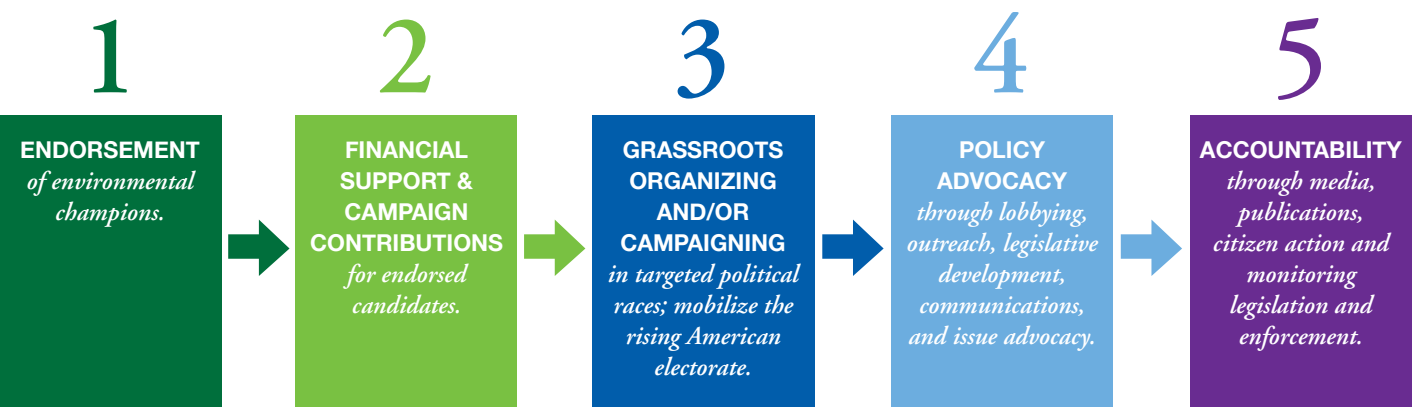 1
ENDORSEMENT
of environmental
champions.
2
FINANCIAL
SUPPORT &
CAMPAIGN
CONTRIBUTIONS
for endorsed
candidates.
3
GRASSROOTS
ORGANIZING
AND/OR
CAMPAIGNING
in targeted political
races; mobilize the
rising American
electorate.
4
POLICY
ADVOCACY
through lobbying,
outreach, legislative
development,
communications,
and issue advocacy.
5
ACCOUNTABILITY
through media,
publications,
citizen action and
monitoring
legislation and
enforcement.